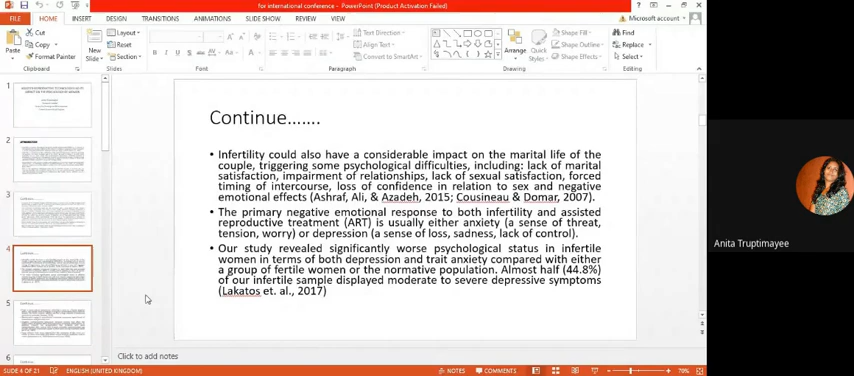 for international conference - PowerPoint (Product Activation Failed)
FILE HOME INSERT DESIGN TRANSITIONS ANIMATIONS SLIDE SHOW REVIEW VIEW Microsoft account
Paste
Cut
Copy
Format Painter
Clipboard
New
Slide
Layout
Reset
Section
Slides
Font
Text Direction
Align Text
Convert to SmartArt
Paragraph
Arrange
Quick
Styles
Shape Fill
Shape Outline
Shape Effects
Drawing
Find
Replace
Select
Editing
1
2
3
4
5
6
Continue.......
• Infertility could also have a considerable impact on the marital life of the
couple, triggering some psychological difficulties, including: lack of marital
satisfaction, impairment of relationships, lack of sexual satisfaction, forced
timing of intercourse, loss of confidence in relation to sex and negative
emotional effects (Ashraf, Ali, & Azadeh, 2015; Cousineau & Domar, 2007).
• The primary negative emotional response to both infertility and assisted
reproductive treatment (ART) is usually either anxiety (a sense of threat,
tension, worry) or depression (a sense of loss, sadness, lack of control).
• Our study revealed significantly worse psychological status in infertile
women in terms of both depression and trait anxiety compared with either
a group of fertile women or the normative population. Almost half (44.8%)
of our infertile sample displayed moderate to severe depressive symptoms
(Lakatos et. al., 2017)
Click to add notes
SLIDE 4 OF 21 ENGLISH (UNITED KINGDOM) NOTES COMMENTS 70%
Anita Truptimayee